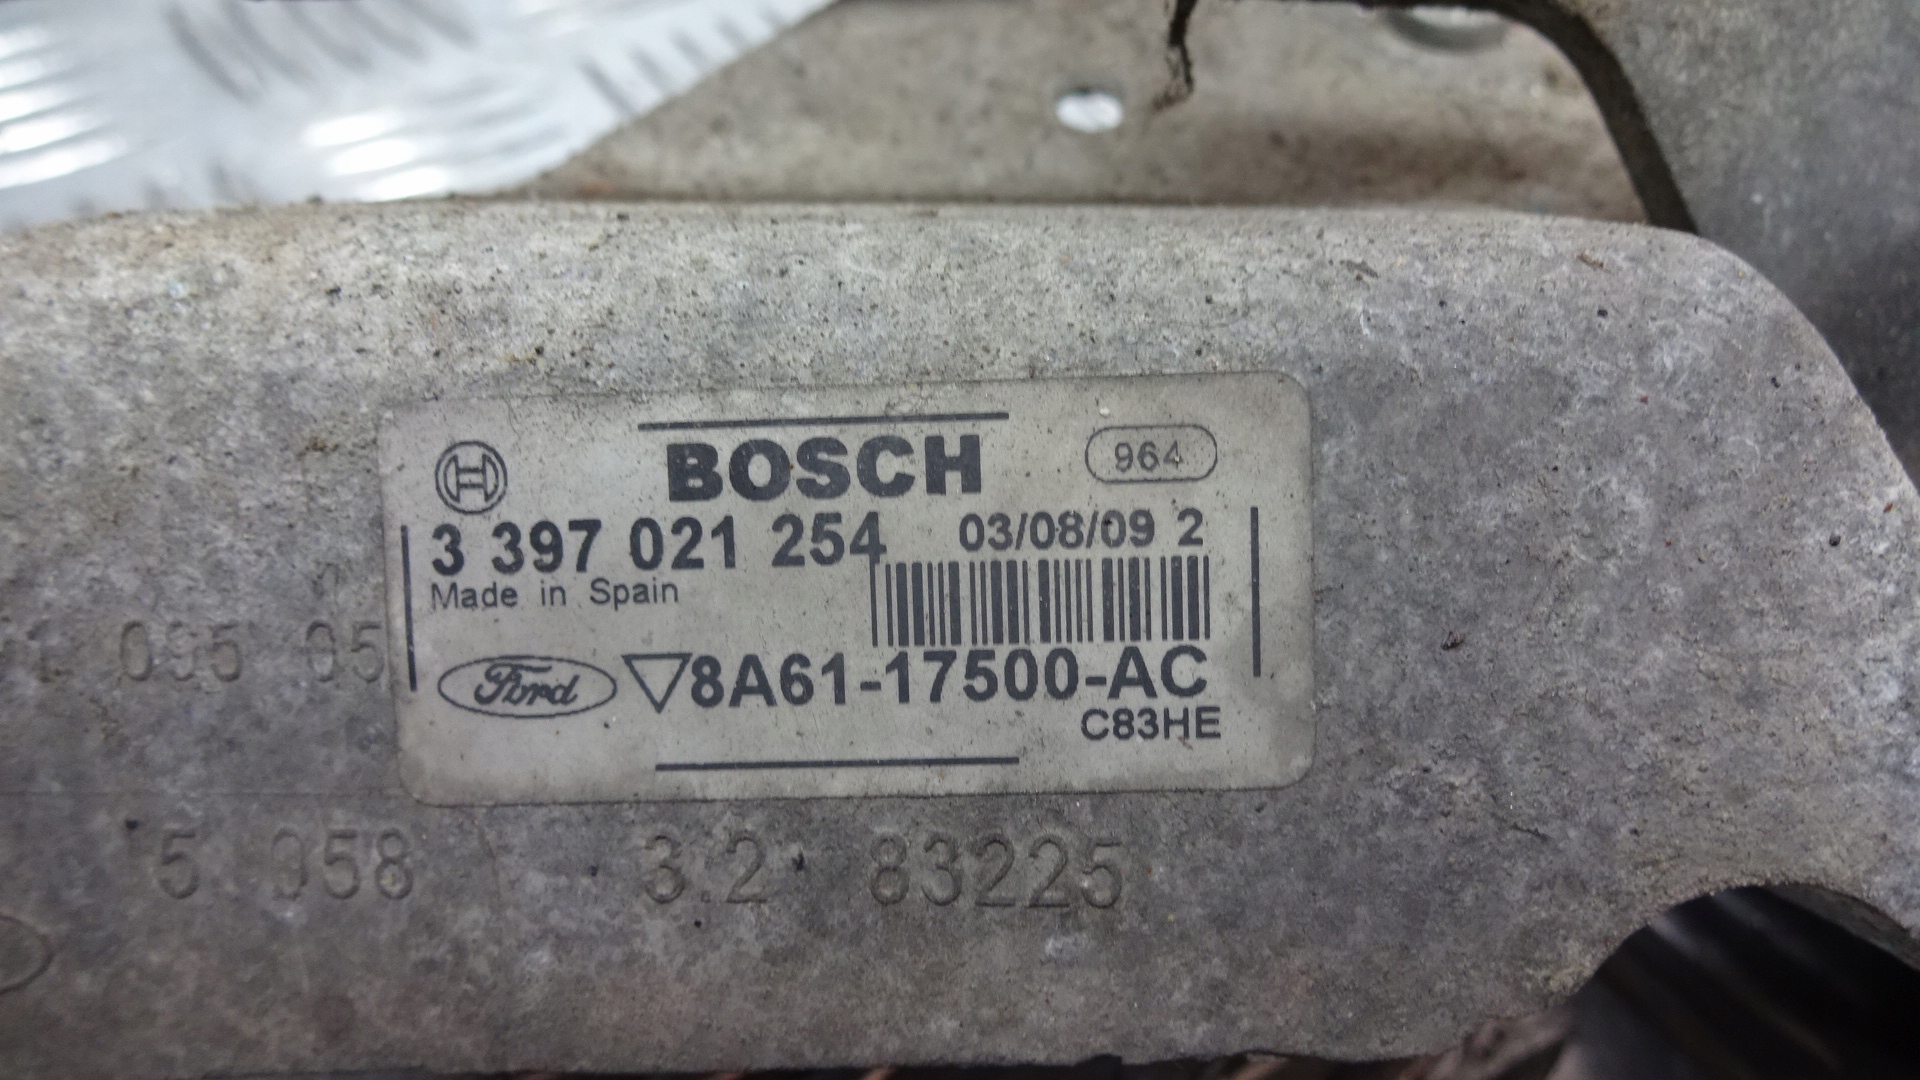 BOSCH
964
3 397 021 254
03/08/09 2
Made in Spain
Ford
8A61-17500-AC
C83HE
095 05
5 058
3.2 83225